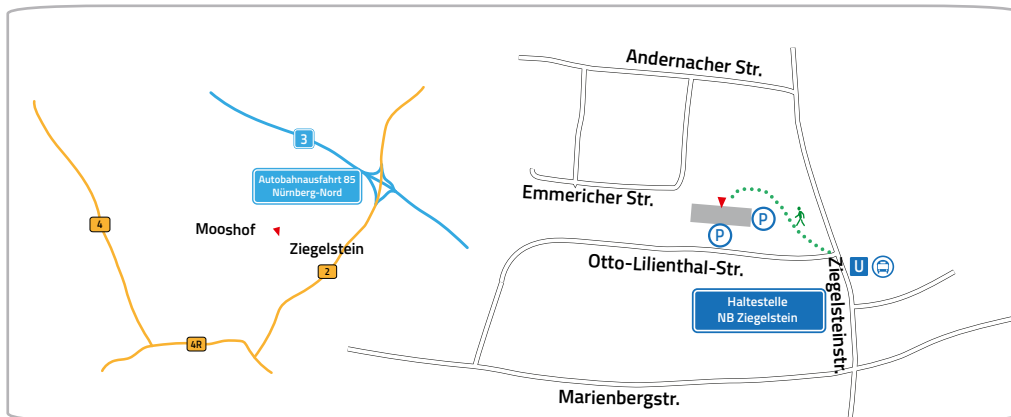 3
Autobahnausfahrt 85
Nürnberg-Nord
4
Mooshof
Ziegelstein
2
4R
Andernacher Str.
Emmericher Str.
P
P
Otto-Lilienthal-Str.
Ziegelsteinstr.
U
Haltestelle
NB Ziegelstein
Marienbergstr.